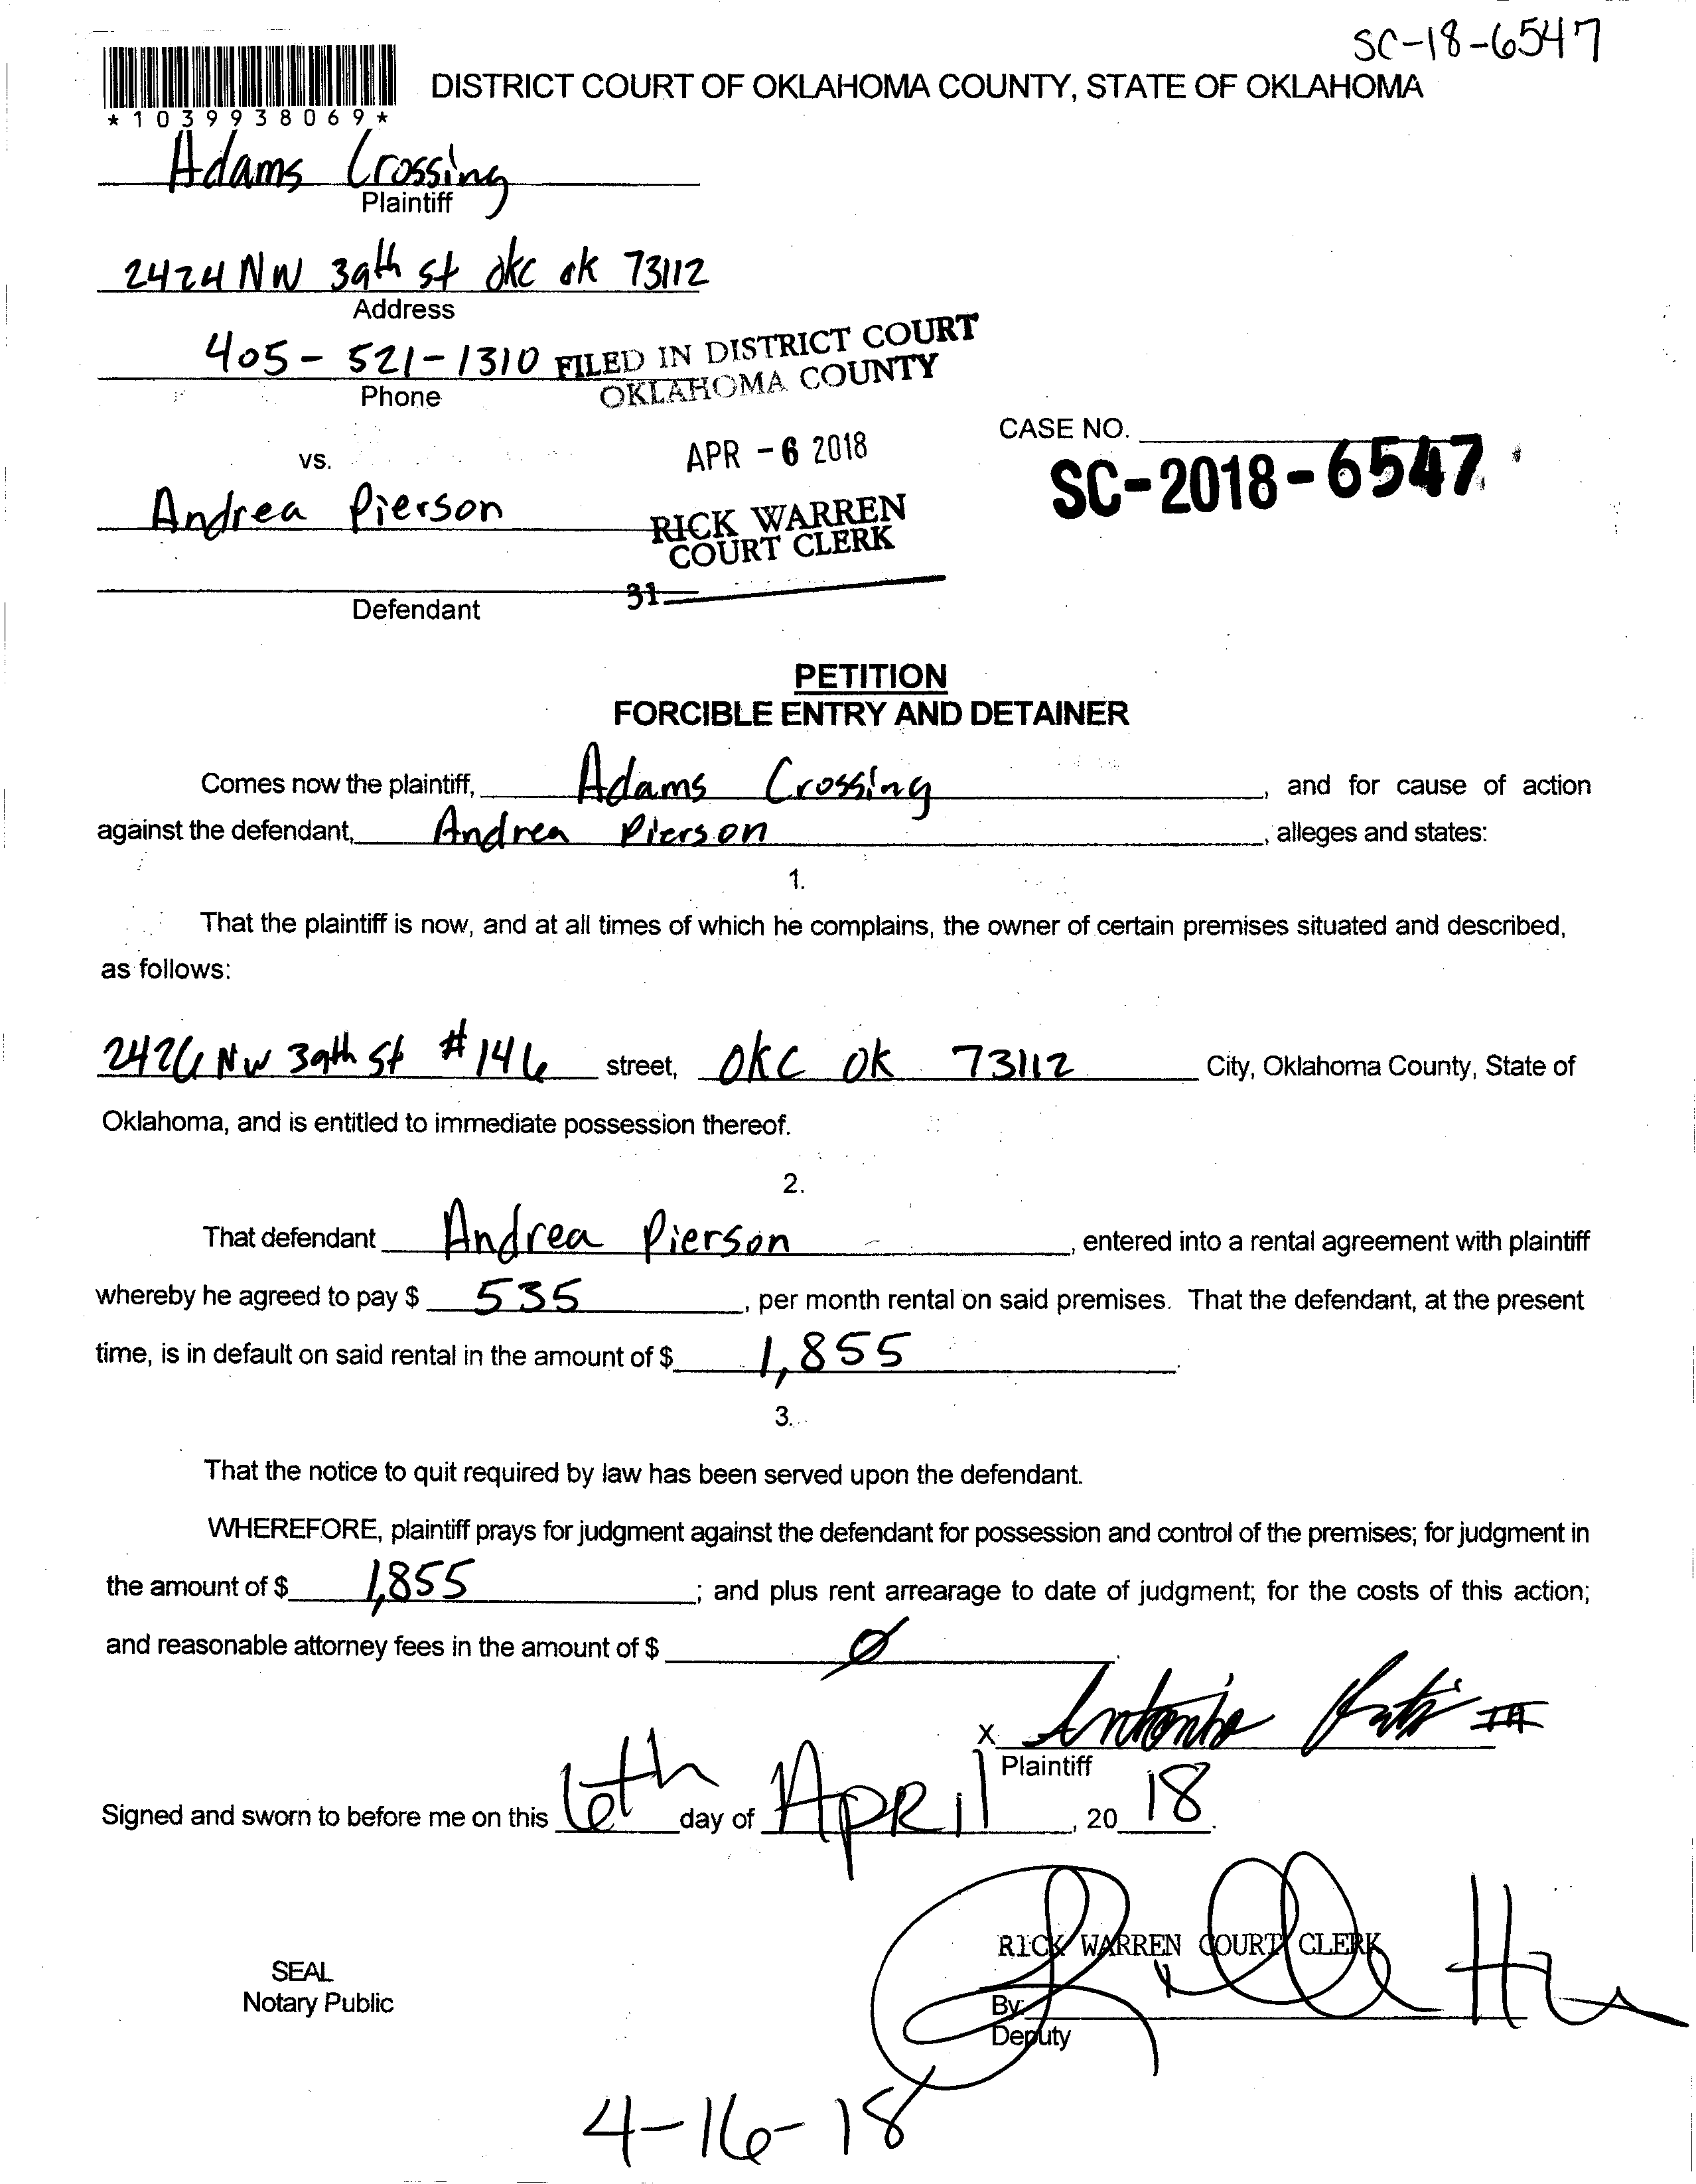 SC-18-6547
DISTRICT COURT OF OKLAHOMA COUNTY, STATE OF OKLAHOMA
*1039938069*
Adams Crossing
Plaintiff
2424 NW 39th st okc ok 73112
Address
405-521-1310
Phone
FILED IN DISTRICT COURT
OKLAHOMA COUNTY
CASE NO.
vs.
APR -6 2018
SC-2018-6547
Andrea Pierson
RICK WARREN
COURT CLERK
31
Defendant
PETITION
FORCIBLE ENTRY AND DETAINER
Comes now the plaintiff, Adams Crossing, and for cause of action
against the defendant, Andrea Pierson, alleges and states:
1.
That the plaintiff is now, and at all times of which he complains, the owner of certain premises situated and described,
as follows:
NW 39th St #146 street, OKC OK 73112 City, Oklahoma County, State of
Oklahoma, and is entitled to immediate possession thereof.
2.
That defendant Andrea Pierson, entered into a rental agreement with plaintiff
whereby he agreed to pay $ 535, per month rental on said premises. That the defendant, at the present
time, is in default on said rental in the amount of $ 1,855.
3.
That the notice to quit required by law has been served upon the defendant.
WHEREFORE, plaintiff prays for judgment against the defendant for possession and control of the premises; for judgment in
the amount of $ 1,855; and plus rent arrearage to date of judgment; for the costs of this action;
and reasonable attorney fees in the amount of $ Ø.
X
Plaintiff
Signed and sworn to before me on this 6th day of APRil, 20 18.
RICK WARREN COURT CLERK
SEAL
Notary Public
By:
Deputy
4-16-18